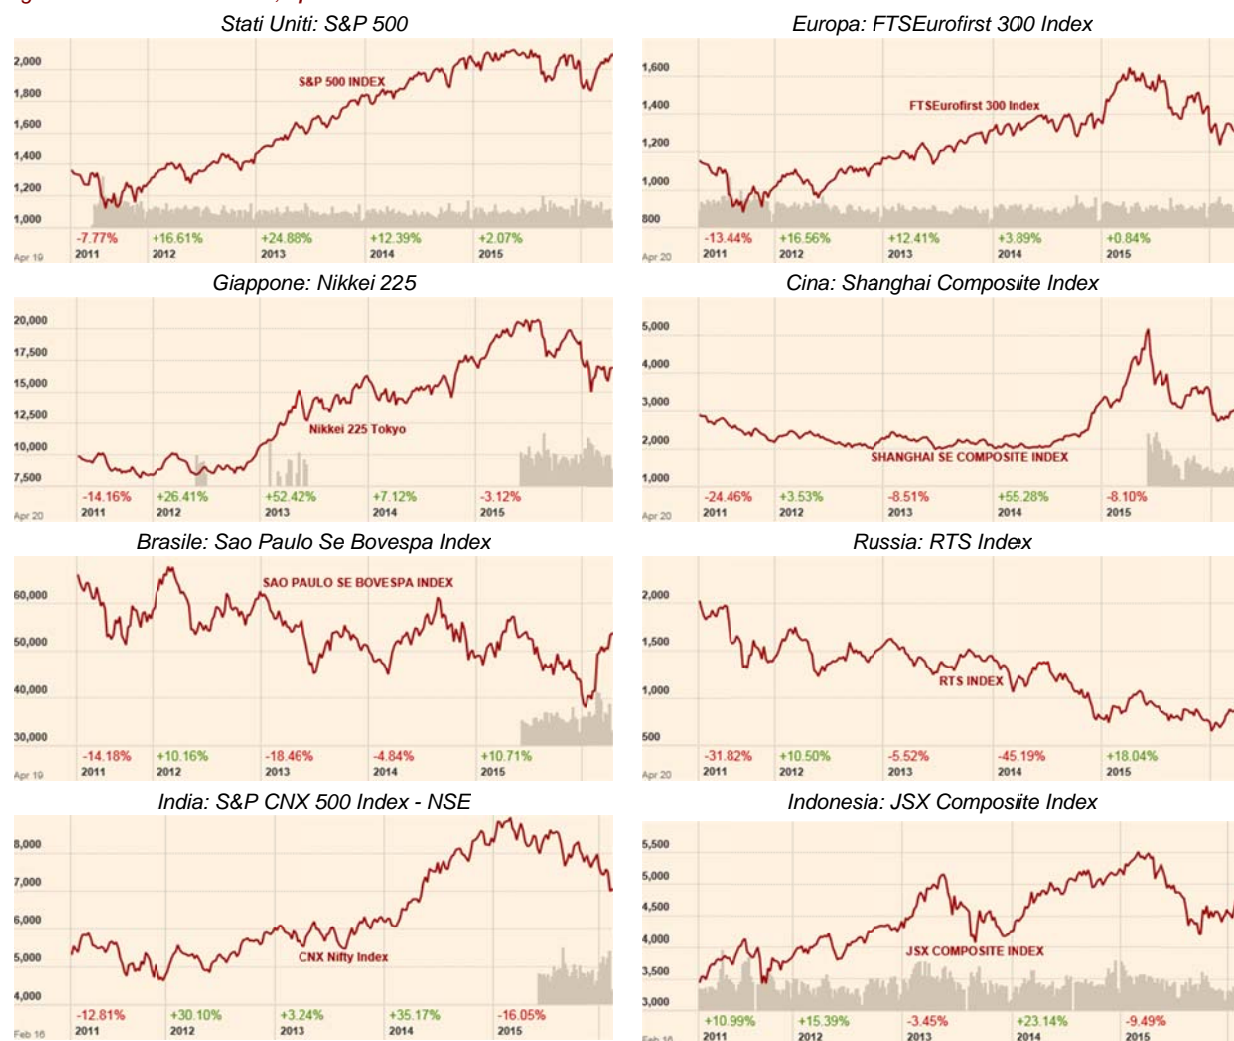 Stati Uniti: S&P 500
2,000
1,800
1,600
1,400
1,200
1,000
S&P 500 INDEX
-7.77% +16.61% +24.88% +12.39% +2.07%
Apr 19 2011 2012 2013 2014 2015
Europa: FTSEurofirst 300 Index
1,600
1,400
1,200
1,000
800
FTSEurofirst 300 Index
-13.44% +16.56% +12.41% +3.89% +0.84%
Apr 20 2011 2012 2013 2014 2015
Giappone: Nikkei 225
20,000
17,500
15,000
12,500
10,000
7,500
Nikkei 225 Tokyo
-14.16% +26.41% +52.42% +7.12% -3.12%
Apr 20 2011 2012 2013 2014 2015
Cina: Shanghai Composite Index
5,000
4,000
3,000
2,000
1,000
SHANGHAI SE COMPOSITE INDEX
-24.46% +3.53% -8.51% +55.28% -8.10%
Apr 20 2011 2012 2013 2014 2015
Brasile: Sao Paulo Se Bovespa Index
60,000
50,000
40,000
30,000
SAO PAULO SE BOVESPA INDEX
-14.18% +10.16% -18.46% -4.84% +10.71%
Apr 19 2011 2012 2013 2014 2015
Russia: RTS Index
2,000
1,500
1,000
500
RTS INDEX
-31.82% +10.50% -5.52% -45.19% +18.04%
Apr 20 2011 2012 2013 2014 2015
India: S&P CNX 500 Index - NSE
8,000
7,000
6,000
5,000
4,000
CNX Nifty Index
-12.81% +30.10% +3.24% +35.17% -16.05%
Feb 16 2011 2012 2013 2014 2015
Indonesia: JSX Composite Index
5,500
5,000
4,500
4,000
3,500
3,000
JSX COMPOSITE INDEX
+10.99% +15.39% -3.45% +23.14% -9.49%
Feb 16 2011 2012 2013 2014 2015